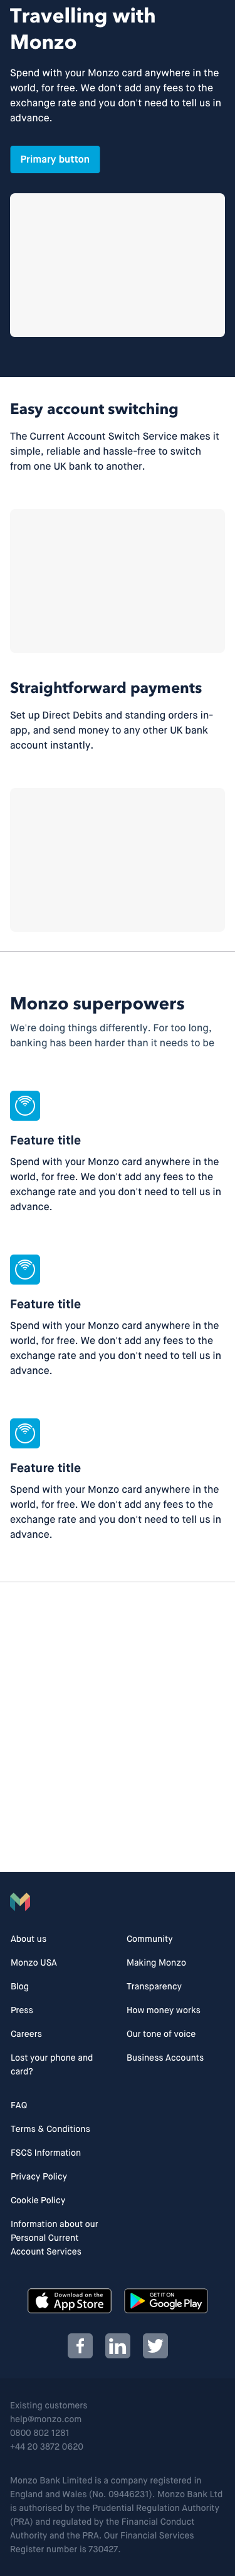 Travelling with
Monzo
Spend with your Monzo card anywhere in the
world, for free. We don't add any fees to the
exchange rate and you don't need to tell us in
advance.
Primary button
Easy account switching
The Current Account Switch Service makes it
simple, reliable and hassle-free to switch
from one UK bank to another.
Straightforward payments
Set up Direct Debits and standing orders in-
app, and send money to any other UK bank
account instantly.
Monzo superpowers
We're doing things differently. For too long,
banking has been harder than it needs to be
Feature title
Spend with your Monzo card anywhere in the
world, for free. We don't add any fees to the
exchange rate and you don't need to tell us in
advance.
Feature title
Spend with your Monzo card anywhere in the
world, for free. We don't add any fees to the
exchange rate and you don't need to tell us in
advance.
Feature title
Spend with your Monzo card anywhere in the
world, for free. We don't add any fees to the
exchange rate and you don't need to tell us in
advance.
About us
Monzo USA
Blog
Press
Careers
Lost your phone and
card?
FAQ
Terms & Conditions
FSCS Information
Privacy Policy
Cookie Policy
Information about our
Personal Current
Account Services
Community
Making Monzo
Transparency
How money works
Our tone of voice
Business Accounts
Download on the
App Store
GET IT ON
Google Play
Existing customers
help@monzo.com
0800 802 1281
+44 20 3872 0620
Monzo Bank Limited is a company registered in
England and Wales (No. 09446231). Monzo Bank Ltd
is authorised by the Prudential Regulation Authority
(PRA) and regulated by the Financial Conduct
Authority and the PRA. Our Financial Services
Register number is 730427.